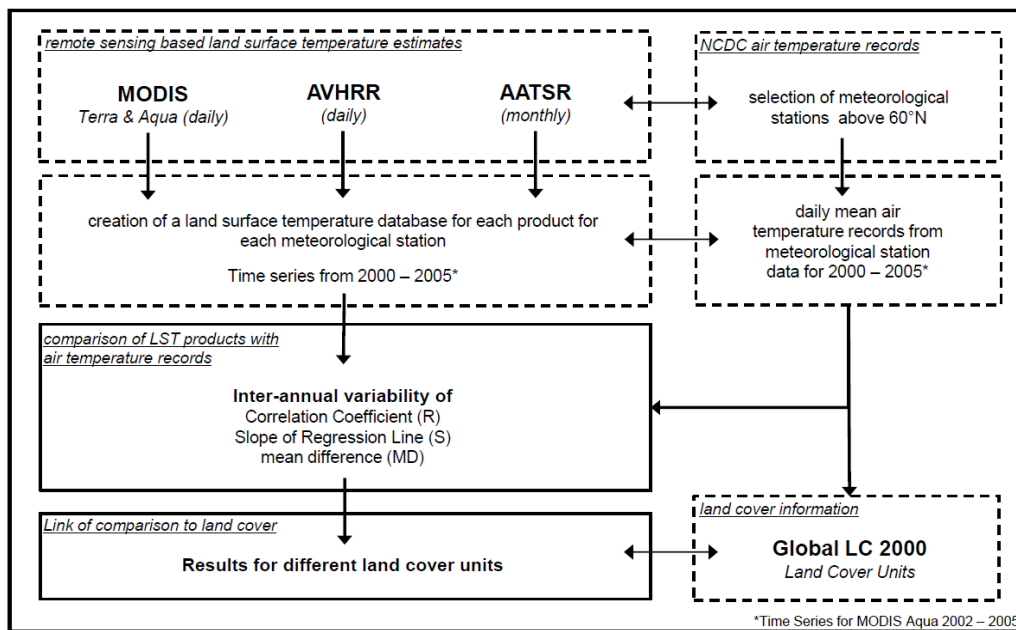 remote sensing based land surface temperature estimates
MODIS
Terra & Aqua (daily)
AVHRR
(daily)
AATSR
(monthly)
NCDC air temperature records
selection of meteorological
stations above 60°N
creation of a land surface temperature database for each product for
each meteorological station
Time series from 2000 – 2005*
daily mean air
temperature records from
meteorological station
data for 2000 – 2005*
comparison of LST products with
air temperature records
Inter-annual variability of
Correlation Coefficient (R)
Slope of Regression Line (S)
mean difference (MD)
Link of comparison to land cover
Results for different land cover units
land cover information
Global LC 2000
Land Cover Units
*Time Series for MODIS Aqua 2002 – 2005